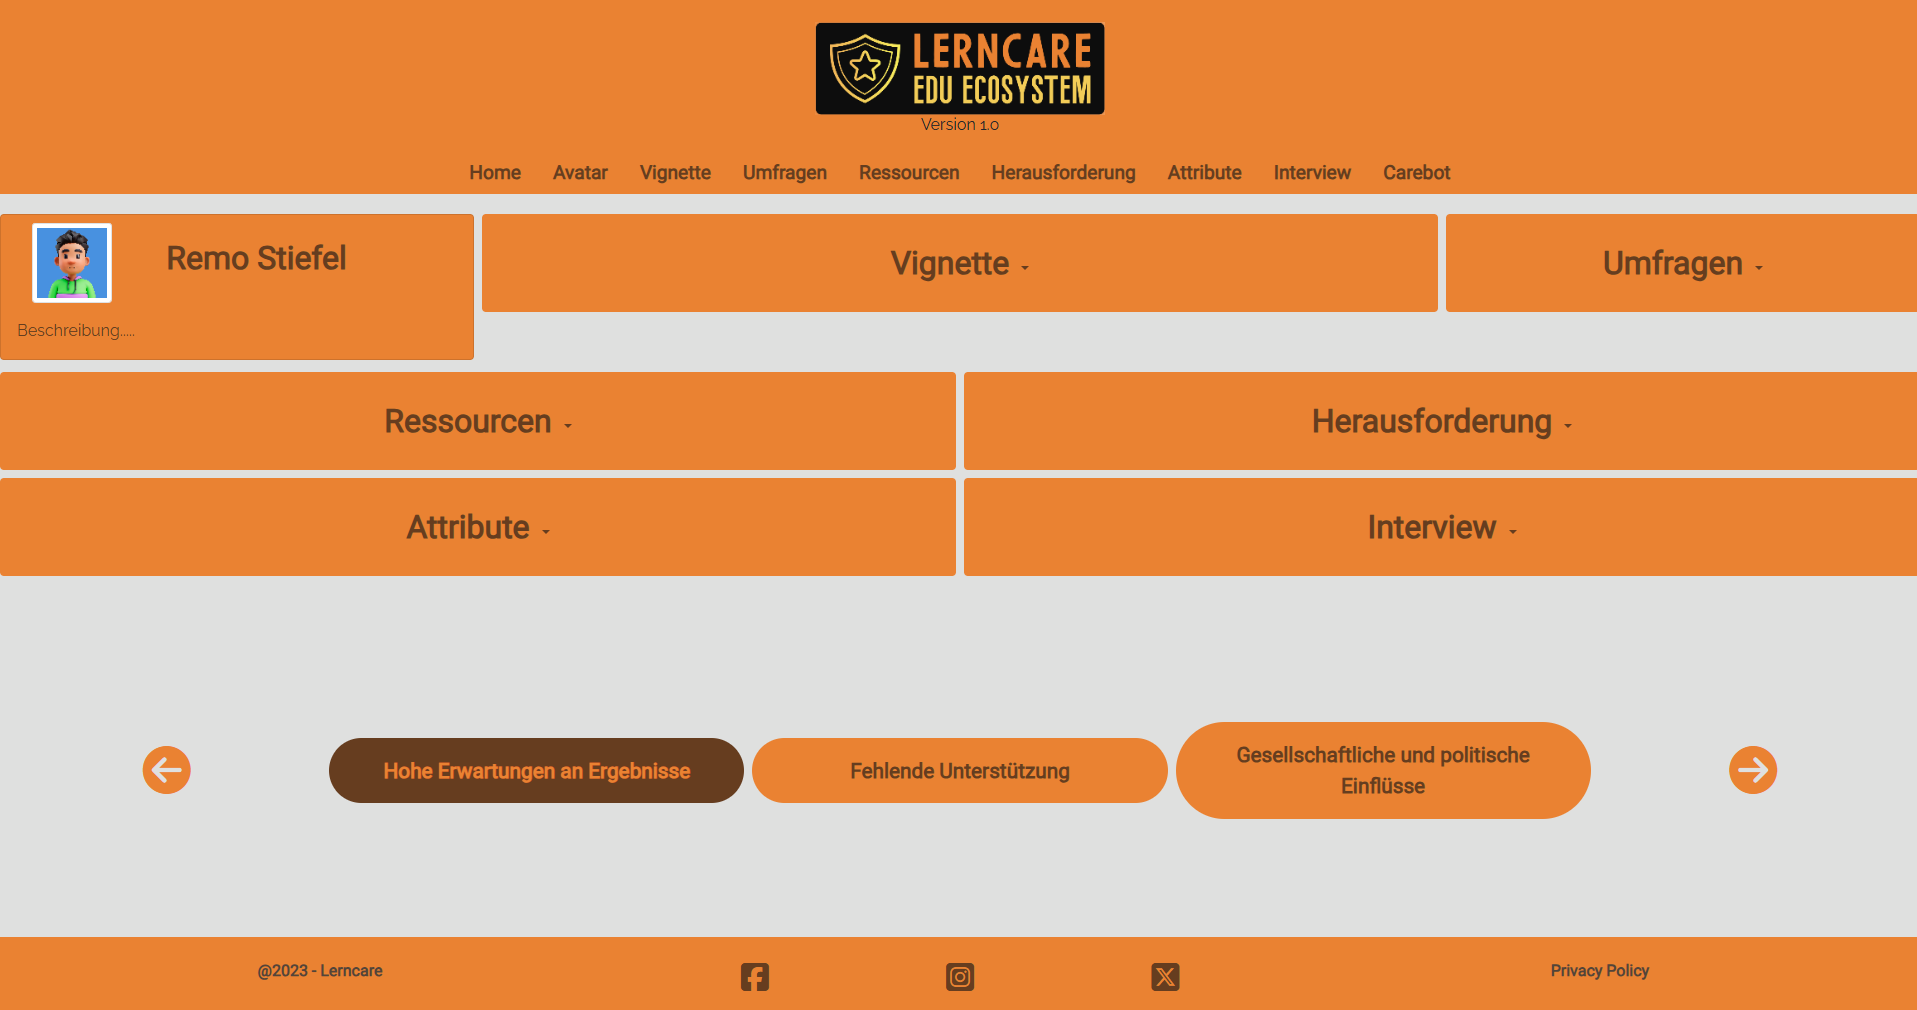 LERNCARE
EDU ECOSYSTEM
Version 1.0
Home Avatar Vignette Umfragen Ressourcen Herausforderung Attribute Interview Carebot
Remo Stiefel
Beschreibung.....
Vignette
Umfragen
Ressourcen
Herausforderung
Attribute
Interview
Hohe Erwartungen an Ergebnisse
Fehlende Unterstützung
Gesellschaftliche und politische
Einflüsse
@2023 - Lerncare
Privacy Policy